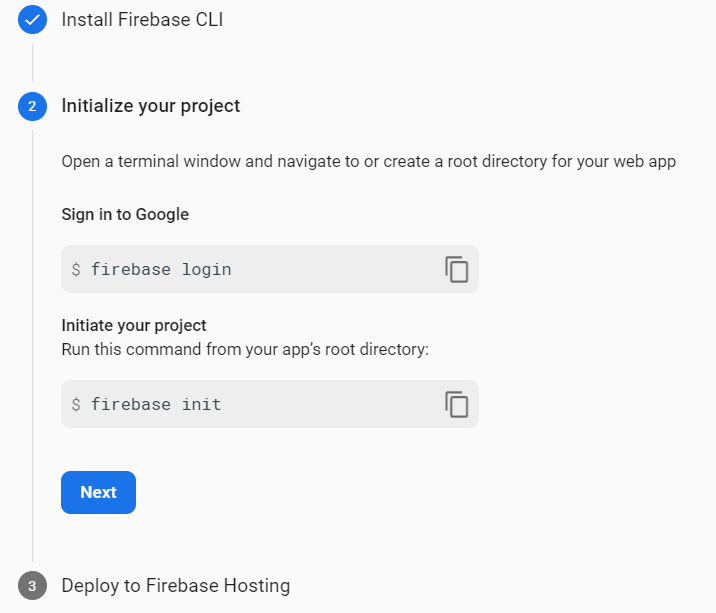 Install Firebase CLI
2 Initialize your project
Open a terminal window and navigate to or create a root directory for your web app
Sign in to Google
$ firebase login
Initiate your project
Run this command from your app’s root directory:
$ firebase init
Next
3 Deploy to Firebase Hosting